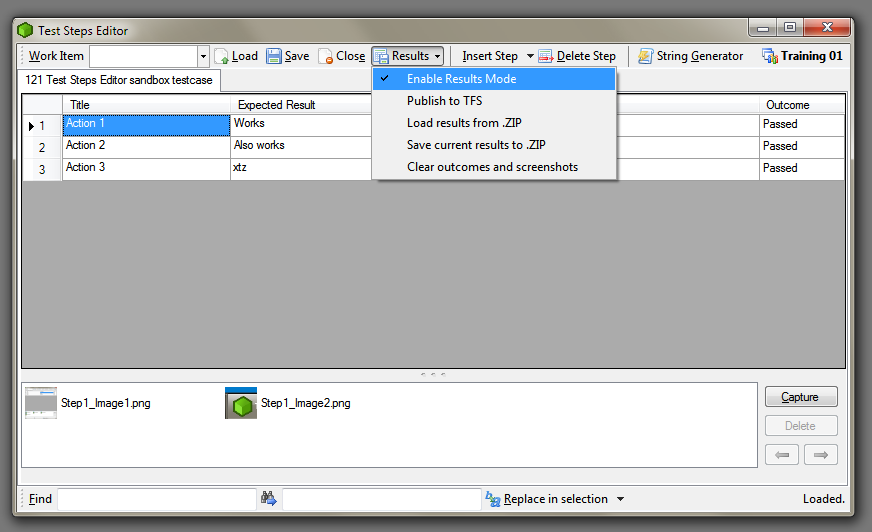 Test Steps Editor
Work Item Load Save Close Results Insert Step Delete Step String Generator Training 01
121 Test Steps Editor sandbox testcase
Enable Results Mode
Publish to TFS
Load results from .ZIP
Save current results to .ZIP
Clear outcomes and screenshots
Title Expected Result Outcome
1 Action 1 Works Passed
2 Action 2 Also works Passed
3 Action 3 xtz Passed
Step1_Image1.png Step1_Image2.png
Capture
Delete
Find Replace in selection Loaded.